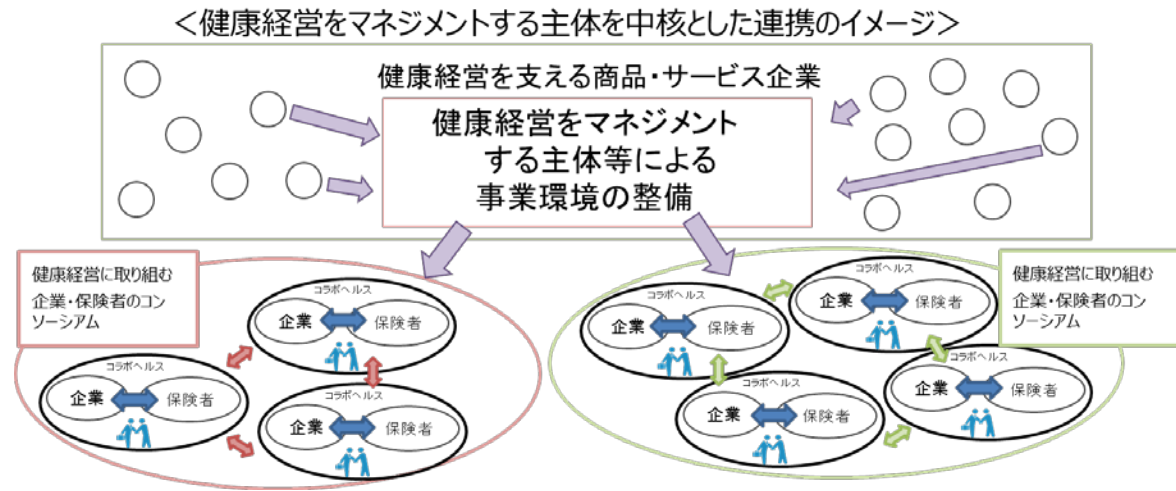 ＜健康経営をマネジメントする主体を中核とした連携のイメージ＞
健康経営を支える商品・サービス企業
健康経営をマネジメント
する主体等による
事業環境の整備
健康経営に取り組む
企業・保険者のコン
ソーシアム
コラボヘルス
企業
保険者
コラボヘルス
企業
保険者
コラボヘルス
企業
保険者
健康経営に取り組む
企業・保険者のコン
ソーシアム
コラボヘルス
企業
保険者
コラボヘルス
企業
保険者
コラボヘルス
企業
保険者
コラボヘルス
企業
保険者